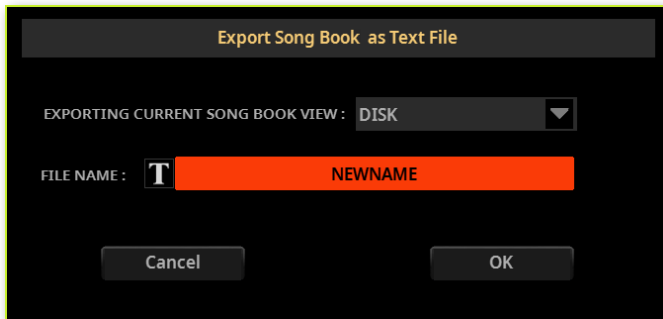 Export Song Book as Text File
EXPORTING CURRENT SONG BOOK VIEW : DISK
FILE NAME : T NEWNAME
Cancel OK